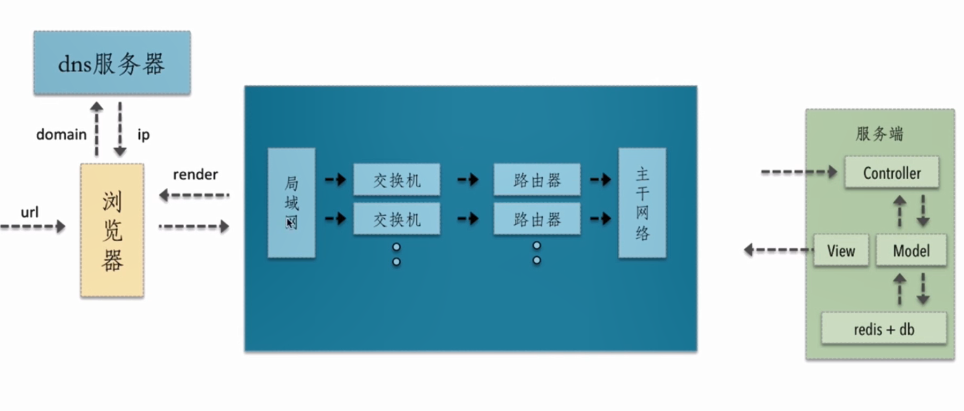 dns服务器
domain
ip
url
浏览器
render
局域网
交换机
路由器
交换机
路由器
主干网络
服务端
Controller
View
Model
redis + db